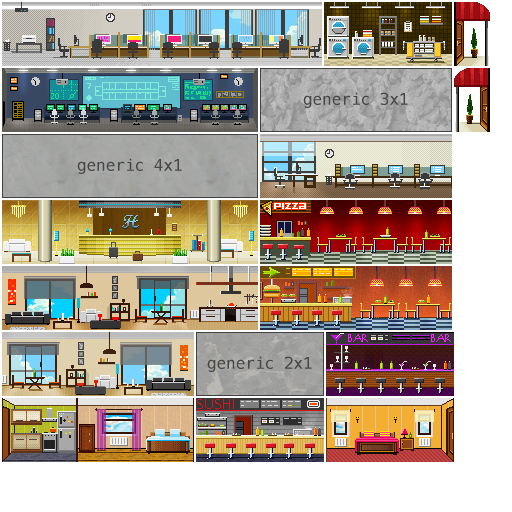 generic 3x1
generic 4x1
H
PIZZA
generic 2x1
BAR
BAR
SUSHI